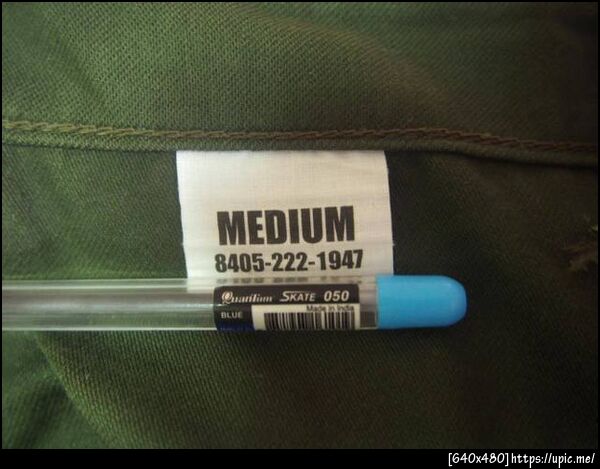 MEDIUM
8405-222-1947
Quantum SKATE 050
Made in India
BLUE
[640x480]https://upic.me/